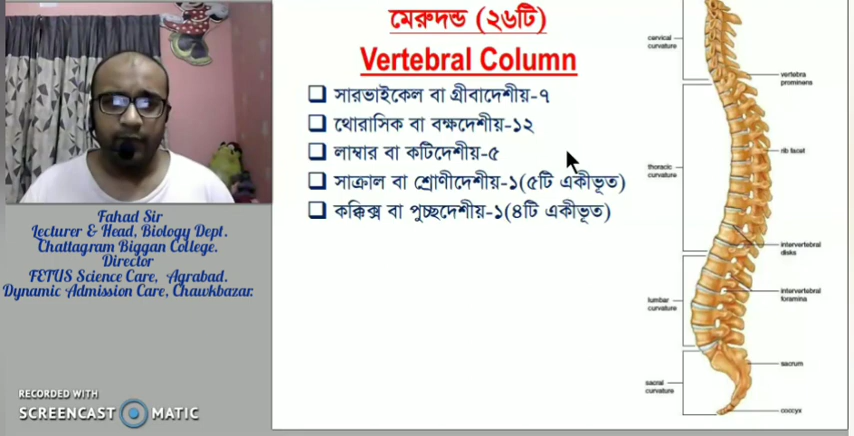 মেরুদন্ড (২৬টি)
Vertebral Column
❑ সারভাইকেল বা গ্রীবাদেশীয়-৭
❑ থোরাসিক বা বক্ষদেশীয়-১২
❑ লাম্বার বা কটিদেশীয়-৫
❑ সাক্রাল বা শ্রোণীদেশীয়-১(৫টি একীভূত)
❑ কক্কিক্স বা পুচ্ছদেশীয়-১(৪টি একীভূত)
Fahad Sir
Lecturer & Head, Biology Dept.
Chattagram Biggan College.
Director
FETUS Science Care, Agrabad.
Dynamic Admission Care, Chawkbazar.
RECORDED WITH
SCREENCAST MATIC
cervical
curvature
vertebra
prominens
thoracic
curvature
rib facet
intervertebral
disks
lumbar
curvature
intervertebral
foramina
sacral
curvature
sacrum
coccyx